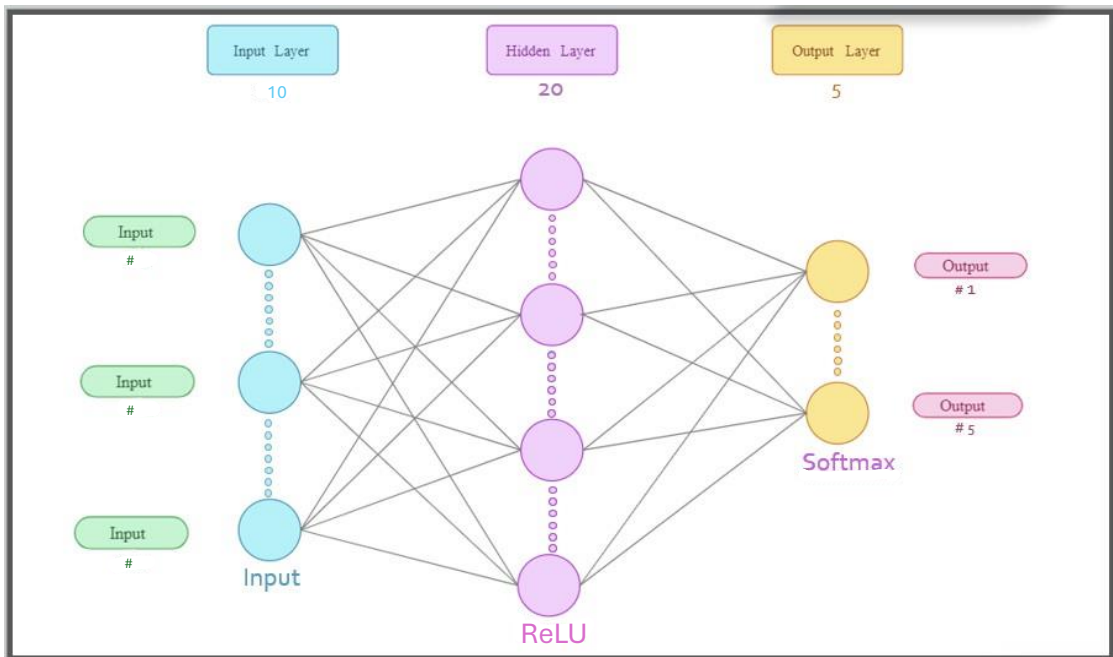 Input Layer
Hidden Layer
Output Layer
10
20
5
Input
#
Output
# 1
Input
#
Output
# 5
Softmax
Input
#
Input
ReLU